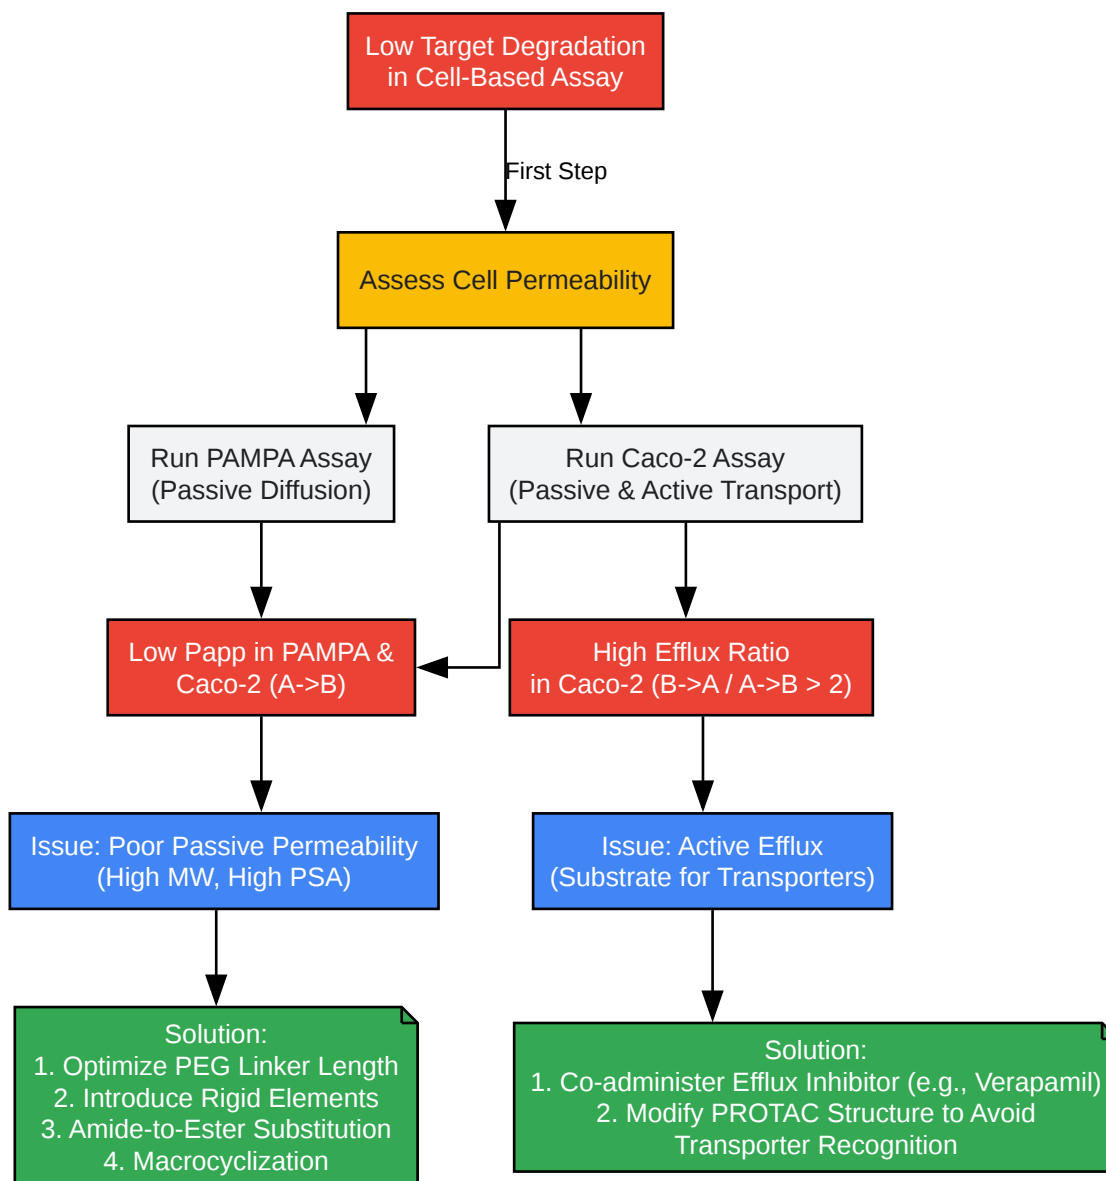 Low Target Degradation
in Cell-Based Assay
First Step
Assess Cell Permeability
Run PAMPA Assay
(Passive Diffusion)
Run Caco-2 Assay
(Passive & Active Transport)
Low Papp in PAMPA &
Caco-2 (A->B)
High Efflux Ratio
in Caco-2 (B->A / A->B > 2)
Issue: Poor Passive Permeability
(High MW, High PSA)
Issue: Active Efflux
(Substrate for Transporters)
Solution:
1. Optimize PEG Linker Length
2. Introduce Rigid Elements
3. Amide-to-Ester Substitution
4. Macrocyclization
Solution:
1. Co-administer Efflux Inhibitor (e.g., Verapamil)
2. Modify PROTAC Structure to Avoid
Transporter Recognition